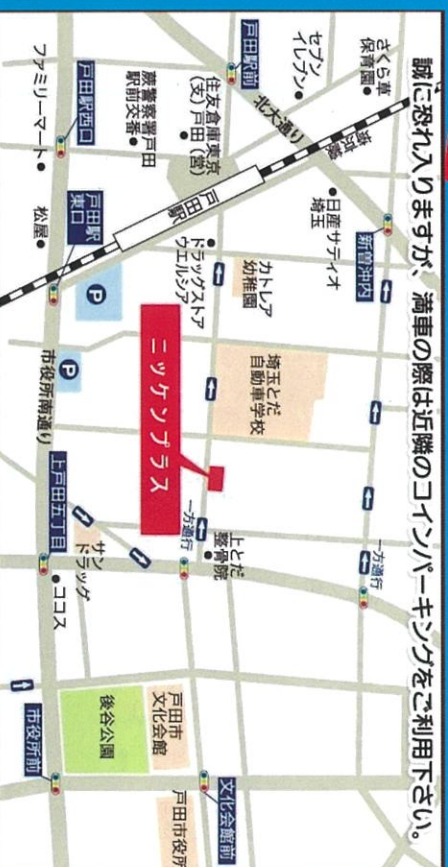 誠に恐れ入りますが、満車の際は近隣のコインパーキングをご利用下さい。
さくら草
保育園
セブン
イレブン
戸田駅前
北大通り
埼京線
日産サティオ
埼玉
新曽沖内
住友倉庫東京
(支)戸田(営)
蕨警察署戸田
駅前交番
戸田駅西口
ファミリーマート
戸田駅
ドラッグストア
ウエルシア
カトレア
幼稚園
埼玉とだ
自動車学校
一方通行
松屋
戸田駅
東口
P
P
市役所南通り
ニッケンプラス
一方通行
上とだ
整骨院
上戸田五丁目
サン
ドラッグ
ココス
戸田市
文化会館
後谷公園
市役所前
文化会館前
戸田市役所